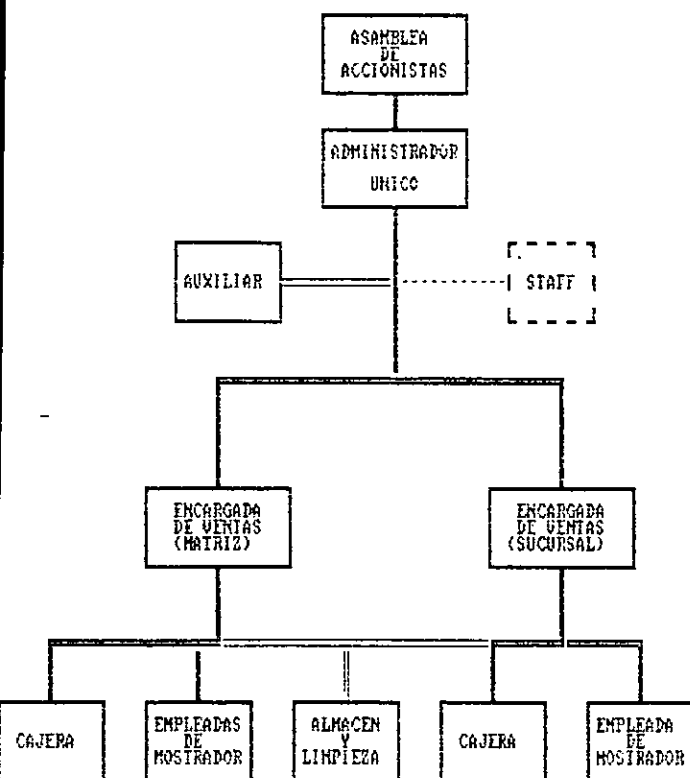 ASAMBLEA
DE
ACCIONISTAS
ADMINISTRADOR
UNICO
AUXILIAR
STAFF
ENCARGADA
DE VENTAS
(MATRIZ)
ENCARGADA
DE VENTAS
(SUCURSAL)
CAJERA
EMPLEADAS
DE
MOSTRADOR
ALMACEN
Y
LIMPIEZA
CAJERA
EMPLEADA
DE
MOSTRADOR